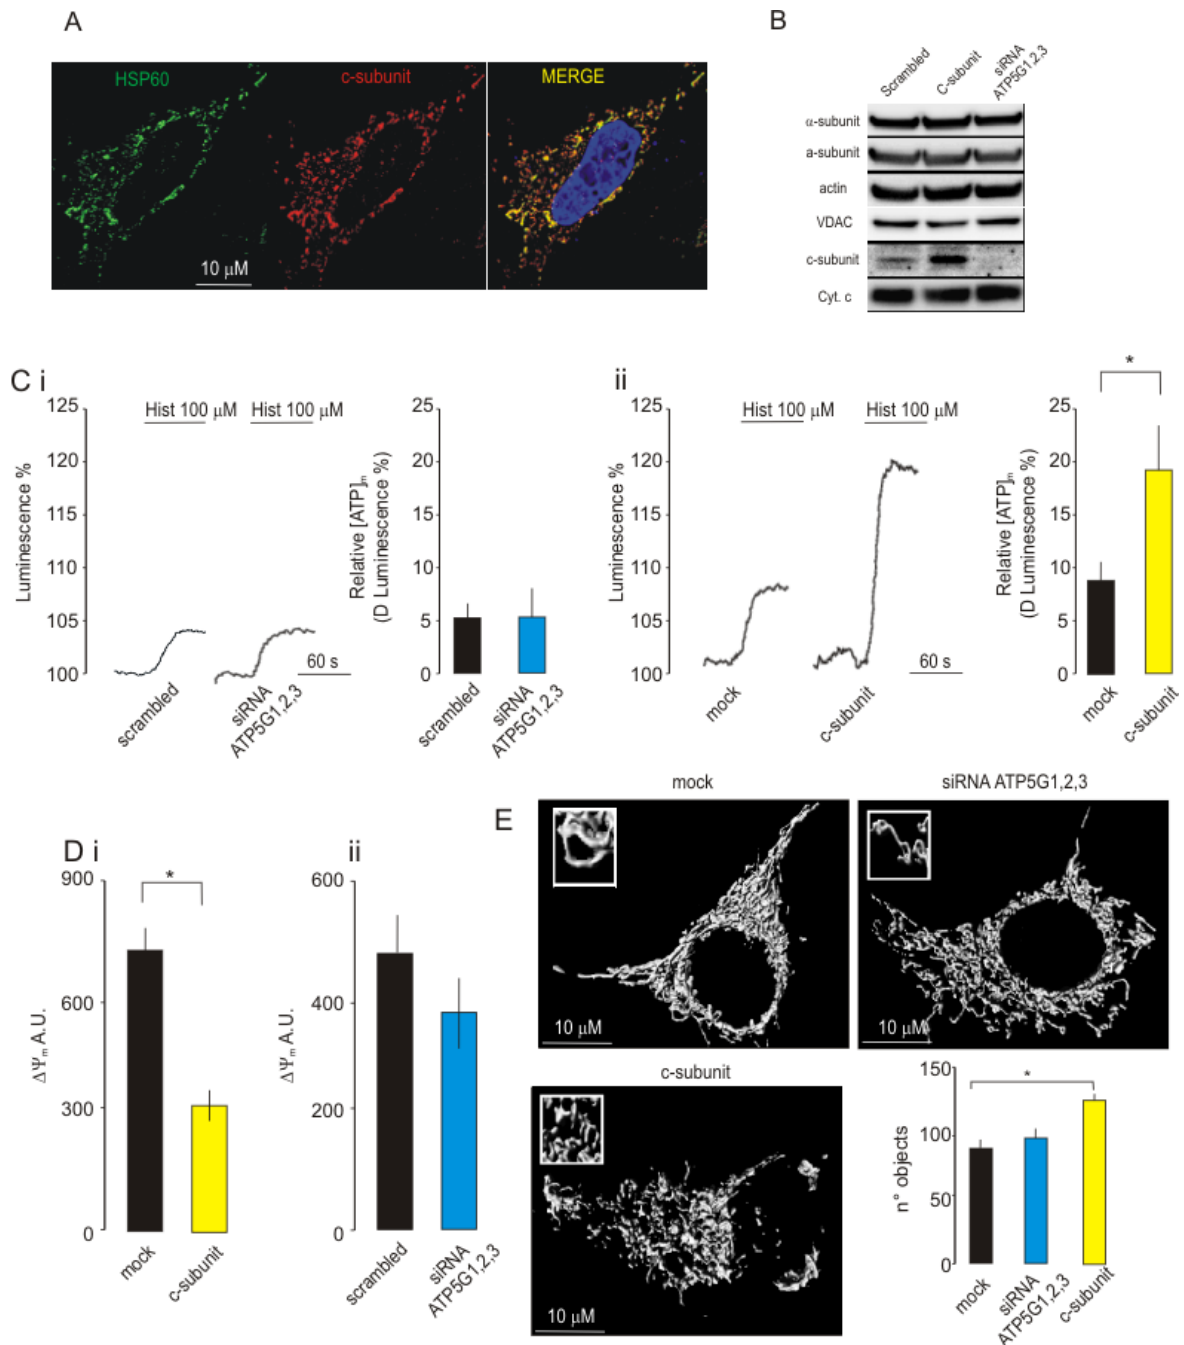 A
HSP60
c-subunit
MERGE
10 μM
B
Scrambled
C-subunit
siRNA
ATP5G1,2,3
α-subunit
a-subunit
actin
VDAC
c-subunit
Cyt. c
C i
Luminescence %
125
120
115
110
105
100
Hist 100 μM
Hist 100 μM
60 s
scrambled
siRNA
ATP5G1,2,3
Relative [ATP]m
(D Luminescence %)
25
20
15
10
5
0
scrambled
siRNA
ATP5G1,2,3
ii
Luminescence %
125
120
115
110
105
100
Hist 100 μM
Hist 100 μM
60 s
mock
c-subunit
Relative [ATP]m
(D Luminescence %)
25
20
15
10
5
0
*
mock
c-subunit
D i
ΔΨm A.U.
900
600
300
0
*
mock
c-subunit
ii
ΔΨm A.U.
600
400
200
0
scrambled
siRNA
ATP5G1,2,3
E
mock
10 μM
siRNA ATP5G1,2,3
10 μM
c-subunit
10 μM
n° objects
150
100
50
0
*
mock
siRNA
ATP5G1,2,3
c-subunit